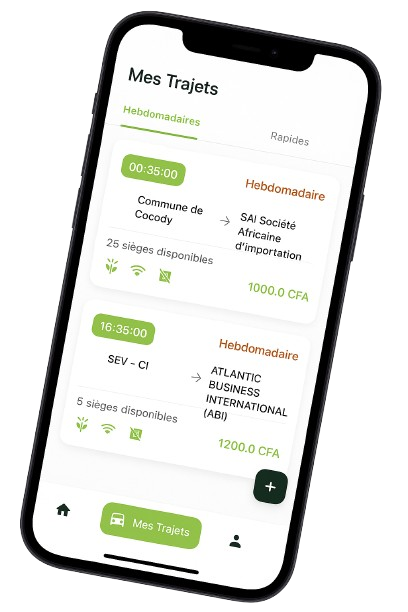 Mes Trajets
Hebdomadaires
Rapides
00:35:00
Hebdomadaire
Commune de
Cocody
SAI Société
Africaine
d'importation
25 sièges disponibles
1000.0 CFA
16:35:00
Hebdomadaire
SEV - CI
ATLANTIC
BUSINESS
INTERNATIONAL
(ABI)
5 sièges disponibles
1200.0 CFA
+
Mes Trajets